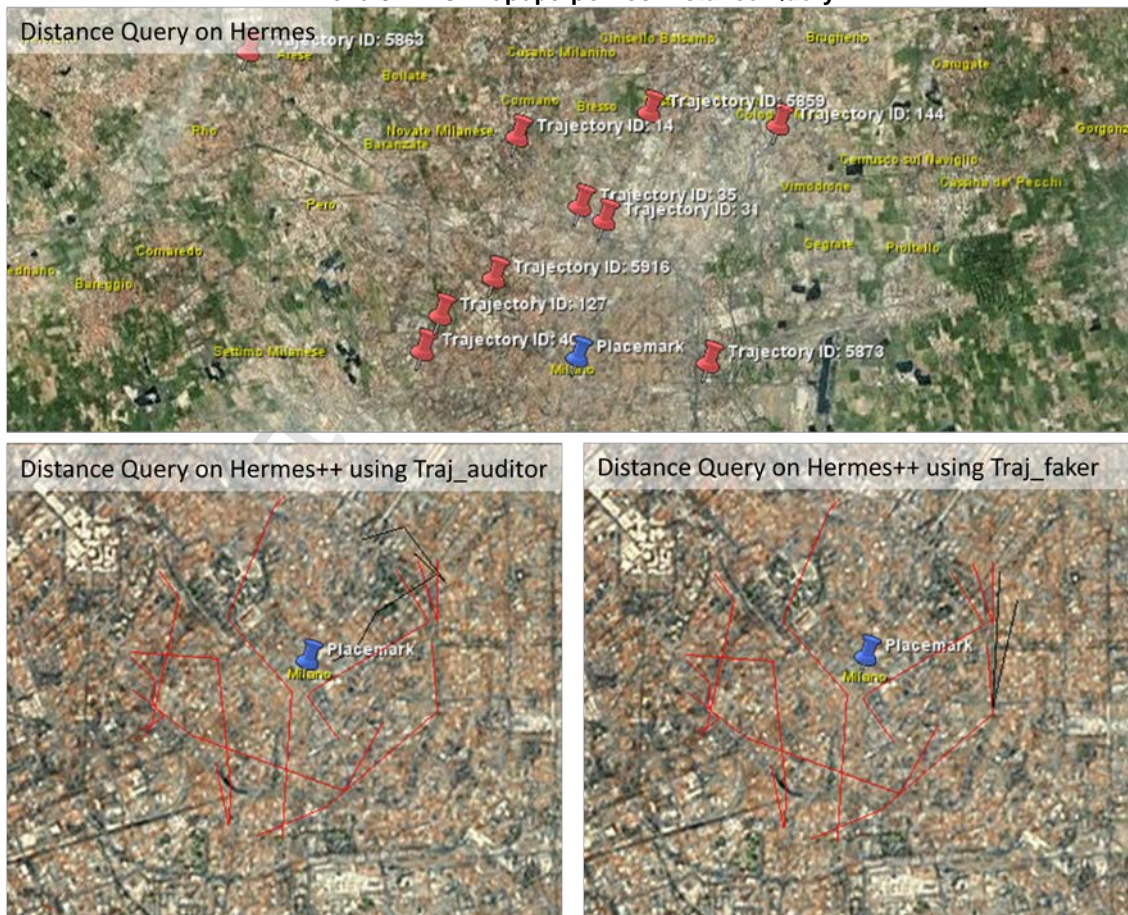 Distance Query on Hermes
Trajectory ID: 5863
Arese
Cinisello Balsamo
Brugherio
Cusano Milanino
Carugate
Bollate
Cormano
Bresso
Trajectory ID: 5859
Trajectory ID: 144
Trajectory ID: 14
Rho
Novate Milanese
Baranzate
Gorgonz
Cernusco sul Naviglio
Cassina de' Pecchi
Vimodrone
Trajectory ID: 35
Trajectory ID: 31
Pero
Segrate
Pioltello
Cornaredo
edriano
Bareggio
Trajectory ID: 5916
Trajectory ID: 127
Trajectory ID: 40
Placemark
Settimo Milanese
Trajectory ID: 5873
Milano
Distance Query on Hermes++ using Traj_auditor
Distance Query on Hermes++ using Traj_faker
Placemark
Milano
Placemark
Milano